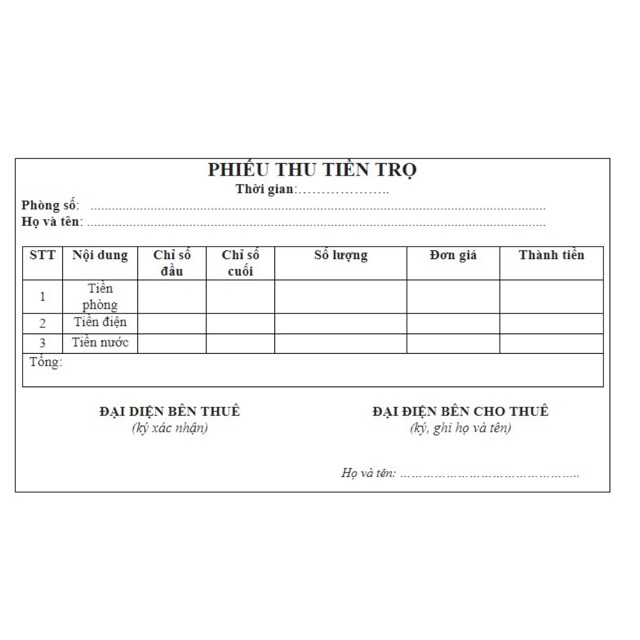 PHIẾU THU TIỀN TRỌ
Thời gian:………………..
Phòng số: ....................................................................................................
Họ và tên: ....................................................................................................
STT Nội dung Chỉ số đầu Chỉ số cuối Số lượng Đơn giá Thành tiền
1 Tiền phòng
2 Tiền điện
3 Tiền nước
Tổng:
ĐẠI DIỆN BÊN THUÊ ĐẠI ĐIỆN BÊN CHO THUÊ
(ký xác nhận) (ký, ghi họ và tên)
Họ và tên: ………………………………………..